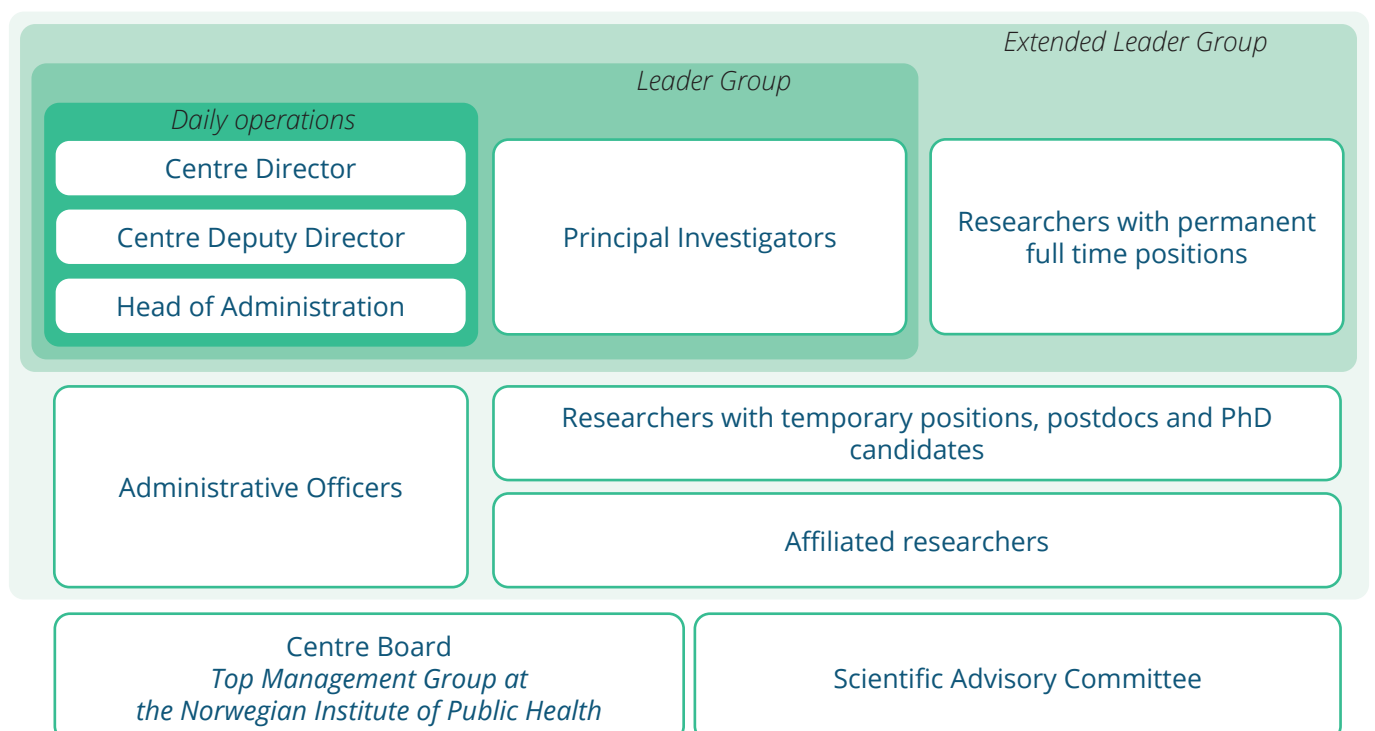 Extended Leader Group
Leader Group
Daily operations
Centre Director
Centre Deputy Director
Head of Administration
Principal Investigators
Researchers with permanent
full time positions
Administrative Officers
Researchers with temporary positions, postdocs and PhD
candidates
Affiliated researchers
Centre Board
Top Management Group at
the Norwegian Institute of Public Health
Scientific Advisory Committee